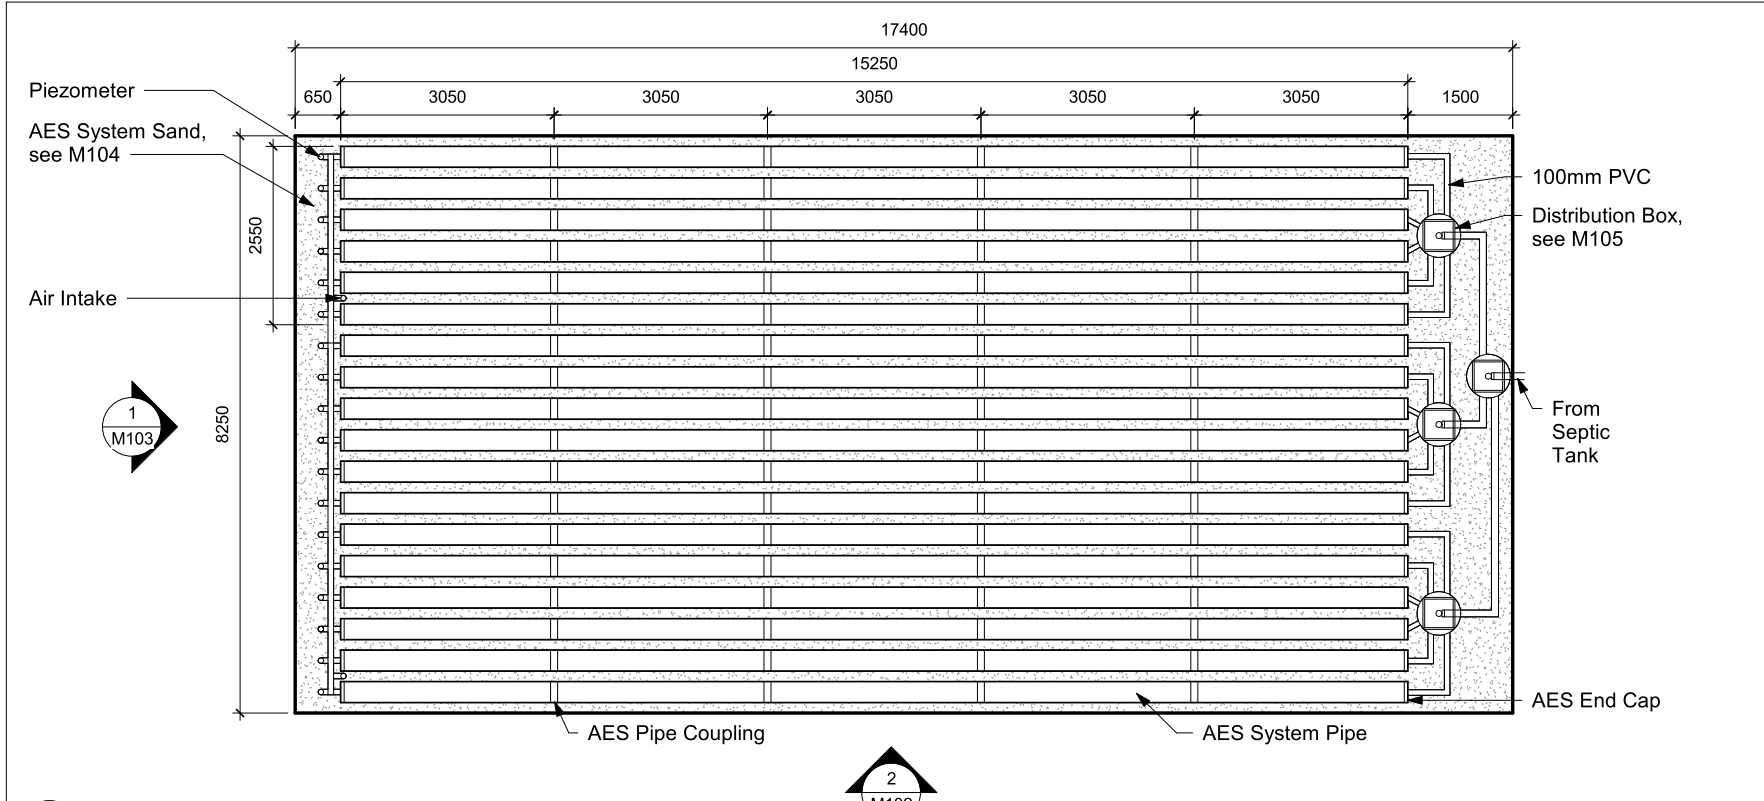 17400
15250
650
3050
3050
3050
3050
3050
1500
Piezometer
AES System Sand,
see M104
2550
Air Intake
8250
1
M103
100mm PVC
Distribution Box,
see M105
From
Septic
Tank
AES End Cap
AES Pipe Coupling
AES System Pipe
2